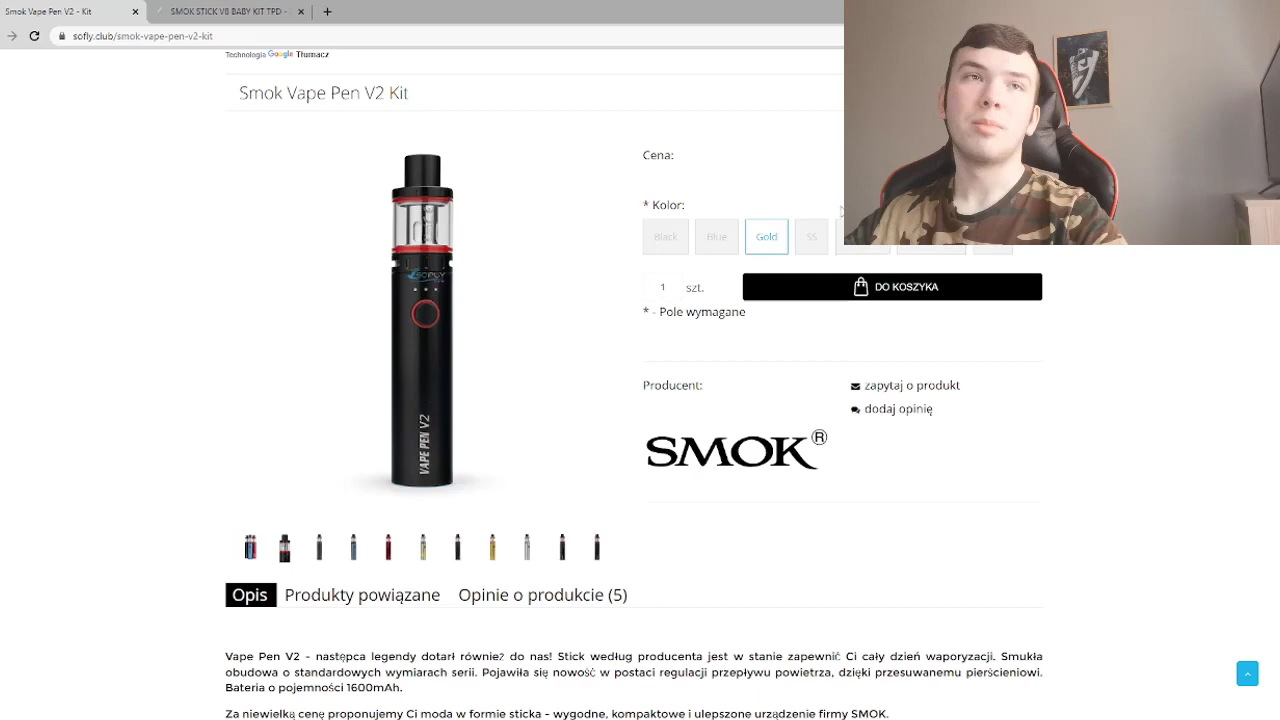 Smok Vape Pen V2 - Kit
SMOK STICK V8 BABY KIT TPD -
sofly.club/smok-vape-pen-v2-kit
Technologia Google Tłumacz
Smok Vape Pen V2 Kit
Cena:
* Kolor:
Black Blue Gold SS
1 szt. DO KOSZYKA
* - Pole wymagane
SOFLY
VAPE PEN V2
Producent:
zapytaj o produkt
dodaj opinię
SMOK®
Opis Produkty powiązane Opinie o produkcie (5)
Vape Pen V2 - następca legendy dotarł również do nas! Stick według producenta jest w stanie zapewnić Ci cały dzień waporyzacji. Smukła
obudowa o standardowych wymiarach serii. Pojawiła się nowość w postaci regulacji przepływu powietrza, dzięki przesuwanemu pierścieniowi.
Bateria o pojemności 1600mAh.
Za niewielką cenę proponujemy Ci moda w formie sticka - wygodne, kompaktowe i ulepszone urządzenie firmy SMOK.